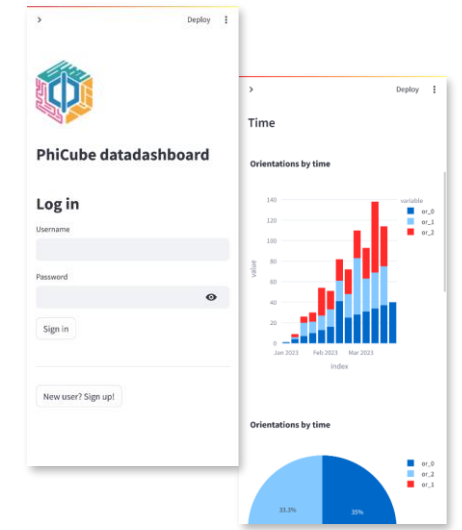 Deploy
PhiCube datadashboard
Log in
Username
Password
Sign in
New user? Sign up!
Deploy
Time
Orientations by time
variable
or_0
or_1
or_2
140
120
100
80
60
40
20
0
value
Jan 2023 Feb 2023 Mar 2023
index
Orientations by time
or_0
or_2
or_1
33.3%
35%